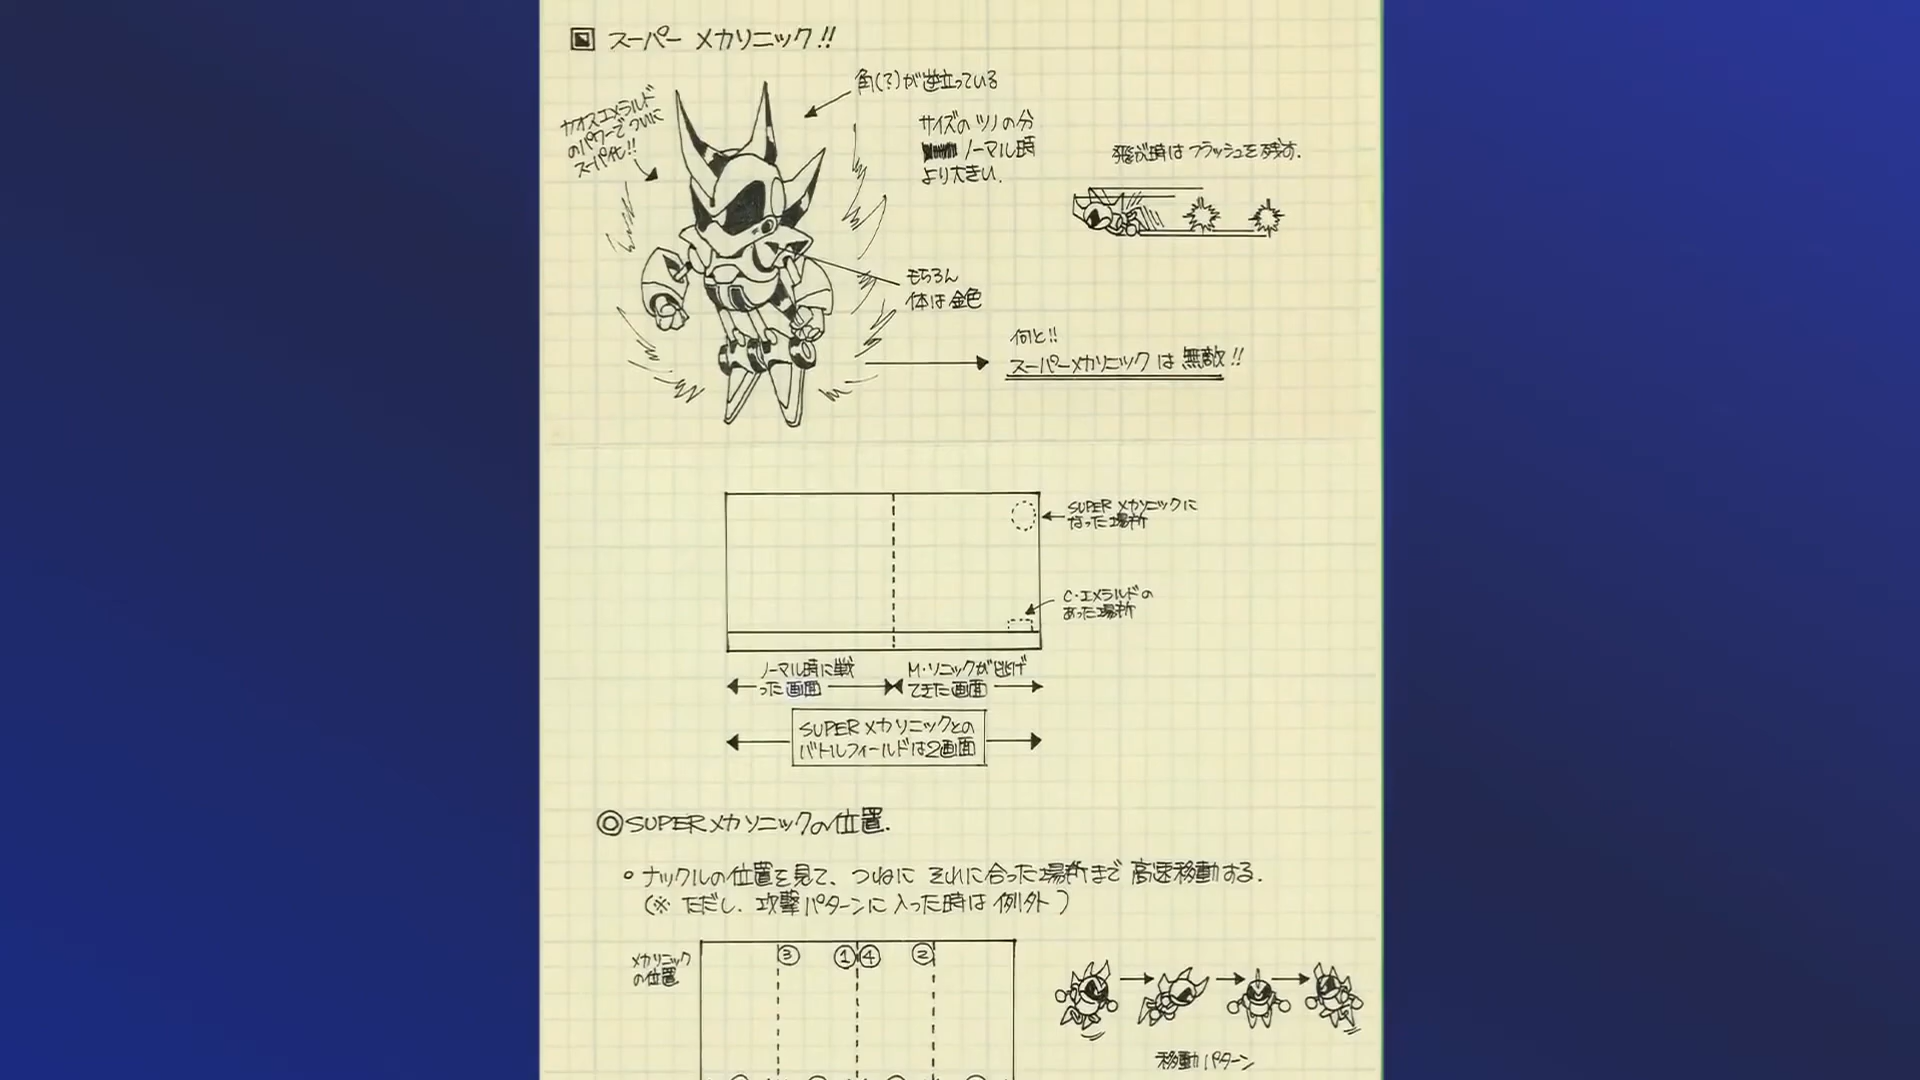 スーパー メカソニック!!
カオスエメラルド
のパワーでついに
スーパー化!!
角(?)が逆立っている
サイズのツノの分
ノーマル時
より大きい.
飛ぶ時はフラッシュを残す.
もちろん
体は金色
何と!!
スーパーメカソニックは無敵!!
SUPER メカソニックに
なった場所
C・エメラルドの
あった場所
ノーマル時に戦
った画面
M・ソニックが逃げ
てきた画面
SUPER メカソニックとの
バトルフィールドは2画面
◎SUPERメカソニックの位置.
○ナックルの位置を見て、つねに それに合った場所まで 高速移動する.
(※ ただし、攻撃パターンに入った時は例外)
メカソニック
の位置
③ ① ④ ②
移動パターン